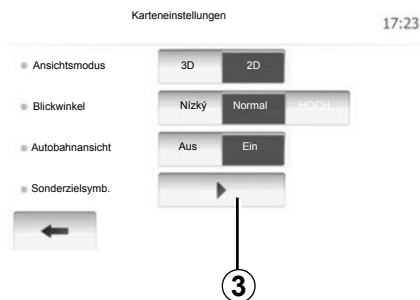 Karteneinstellungen 17:23
Ansichtsmodus 3D 2D
Blickwinkel Nízký Normal HOCH
Autobahnansicht Aus Ein
Sonderzielsymb.
3